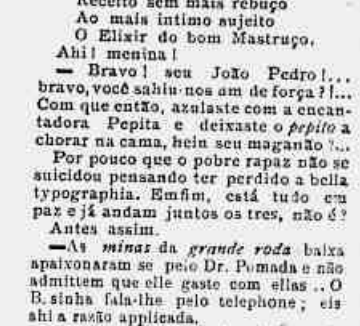 Receito sem mais rebuço
Ao mais intimo sujeito
O Elixir do bom Mastruço.
Ahi! menina!
— Bravo! seu João Pedro!...
bravo, você sahiu-nos um de força?!...
Com que então, azulaste com a encan-
tadora Pepita e deixaste o pepito a
chorar na cama, hein seu maganão?...
Por pouco que o pobre rapaz não se
suicidou pensando ter perdido a bella
typographia. Emfim, está tudo em
paz e já andam juntos os tres, não é?
Antes assim.
—As minas da grande roda baixa
apaixonaram se pelo Dr. Pomada e não
admittem que elle gaste com ellas .. O
B. sinha fala-lhe pelo telephone; eis
ahi a razão applicada.